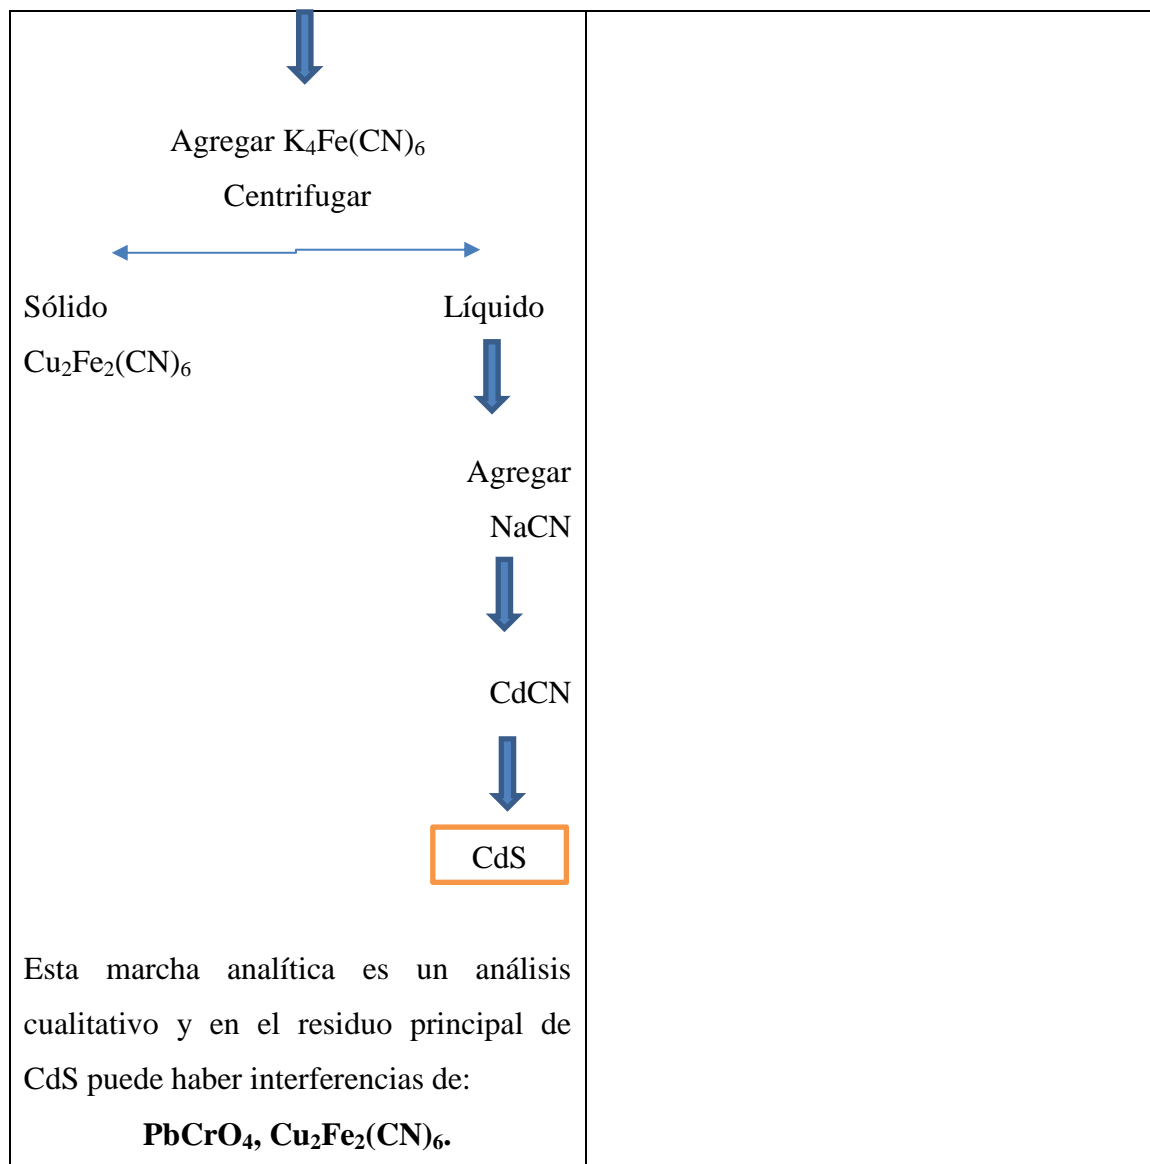 Agregar K₄Fe(CN)₆
Centrifugar
Sólido Líquido
Cu₂Fe₂(CN)₆
Agregar
NaCN
CdCN
CdS
Esta marcha analítica es un análisis
cualitativo y en el residuo principal de
CdS puede haber interferencias de:
PbCrO₄, Cu₂Fe₂(CN)₆.